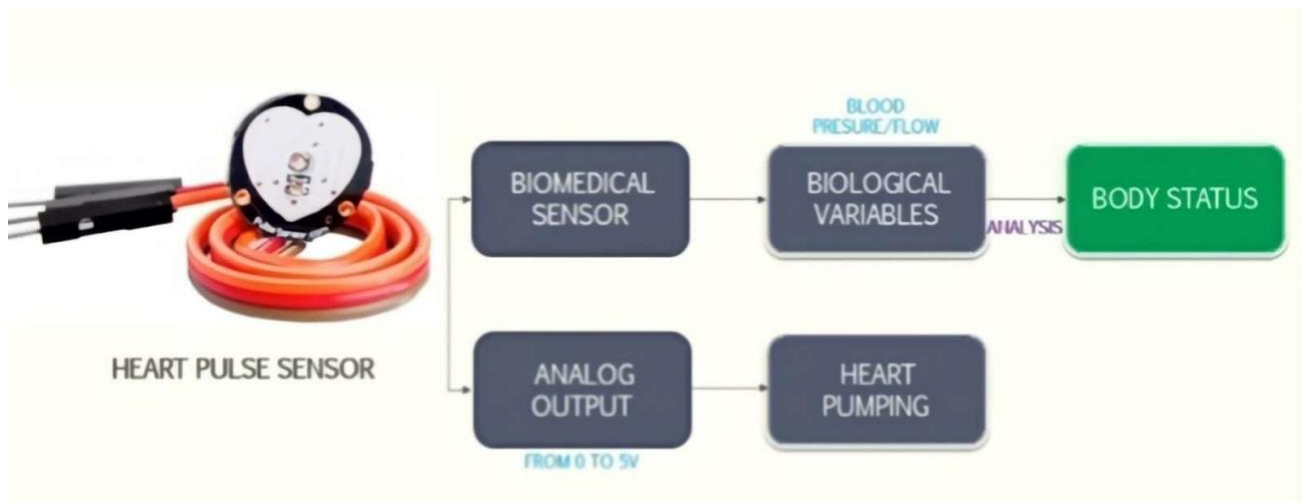 BLOOD
PRESURE/FLOW
BIOMEDICAL
SENSOR
BIOLOGICAL
VARIABLES
ANALYSIS
BODY STATUS
HEART PULSE SENSOR
ANALOG
OUTPUT
FROM 0 TO 5V
HEART
PUMPING